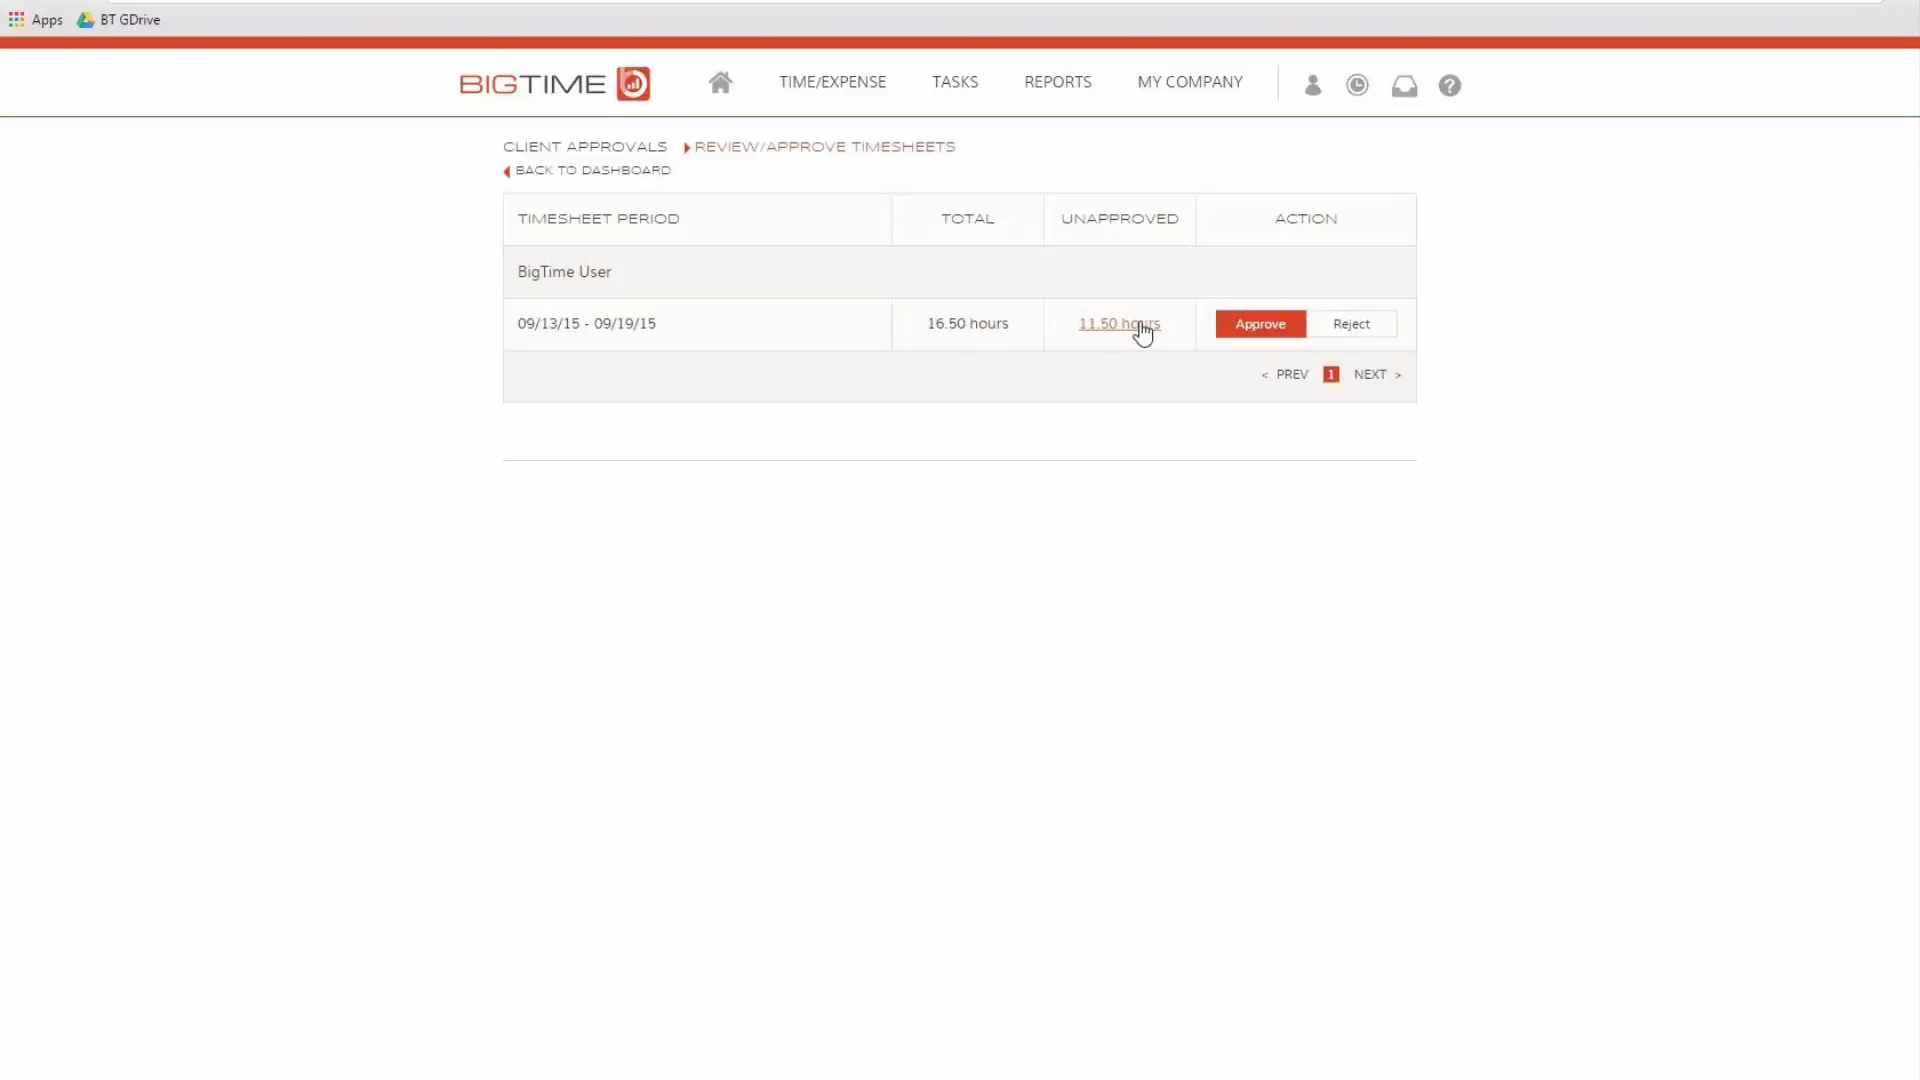 Apps BT GDrive
BIGTIME TIME/EXPENSE TASKS REPORTS MY COMPANY ?
CLIENT APPROVALS REVIEW/APPROVE TIMESHEETS
BACK TO DASHBOARD
TIMESHEET PERIOD TOTAL UNAPPROVED ACTION
BigTime User
09/13/15 - 09/19/15 16.50 hours 11.50 hours Approve Reject
< PREV 1 NEXT >